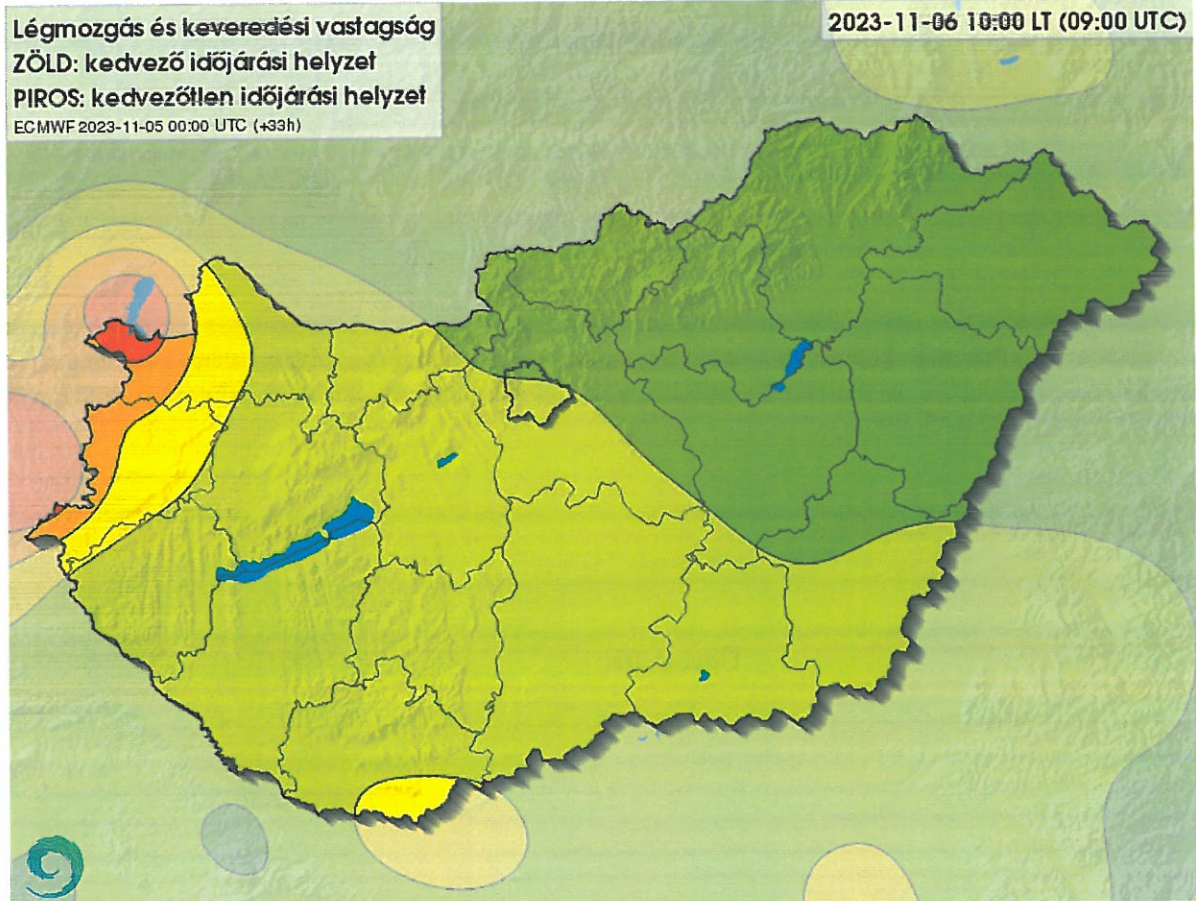 Légmozgás és keveredési vastagság
ZÖLD: kedvező időjárási helyzet
PIROS: kedvezőtlen időjárási helyzet
ECMWF 2023-11-05 00:00 UTC (+33h)
2023-11-06 10:00 LT (09:00 UTC)